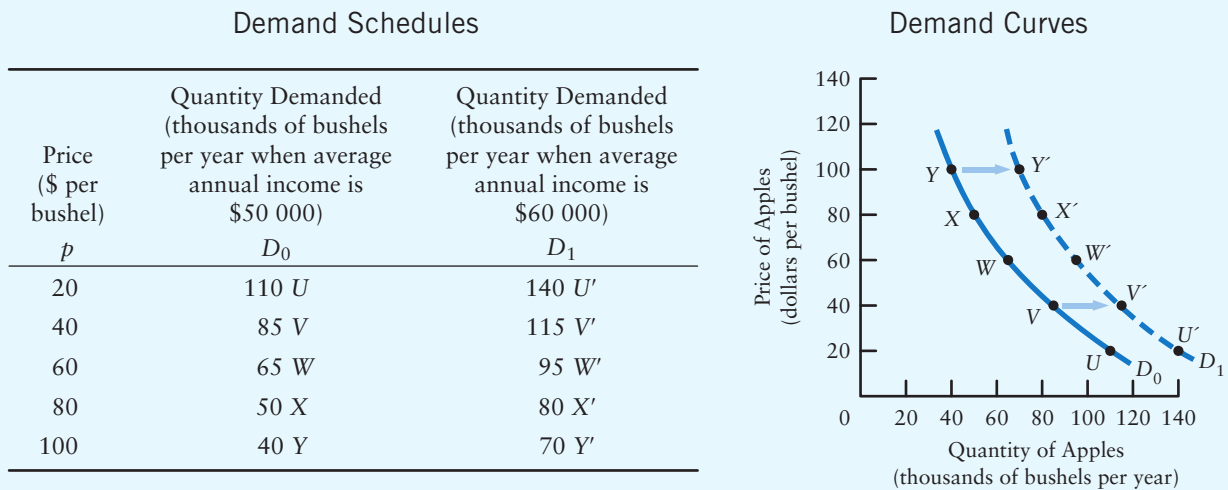 Demand Schedules
Price
($ per
bushel)
Quantity Demanded
(thousands of bushels
per year when average
annual income is
$50 000)
Quantity Demanded
(thousands of bushels
per year when average
annual income is
$60 000)
p D0 D1
20 110 U 140 U'
40 85 V 115 V'
60 65 W 95 W'
80 50 X 80 X'
100 40 Y 70 Y'
Demand Curves
Price of Apples
(dollars per bushel)
140
120
100
80
60
40
20
0 20 40 60 80 100 120 140
Y Y′
X X′
W W′
V V′
U U′
D0 D1
Quantity of Apples
(thousands of bushels per year)